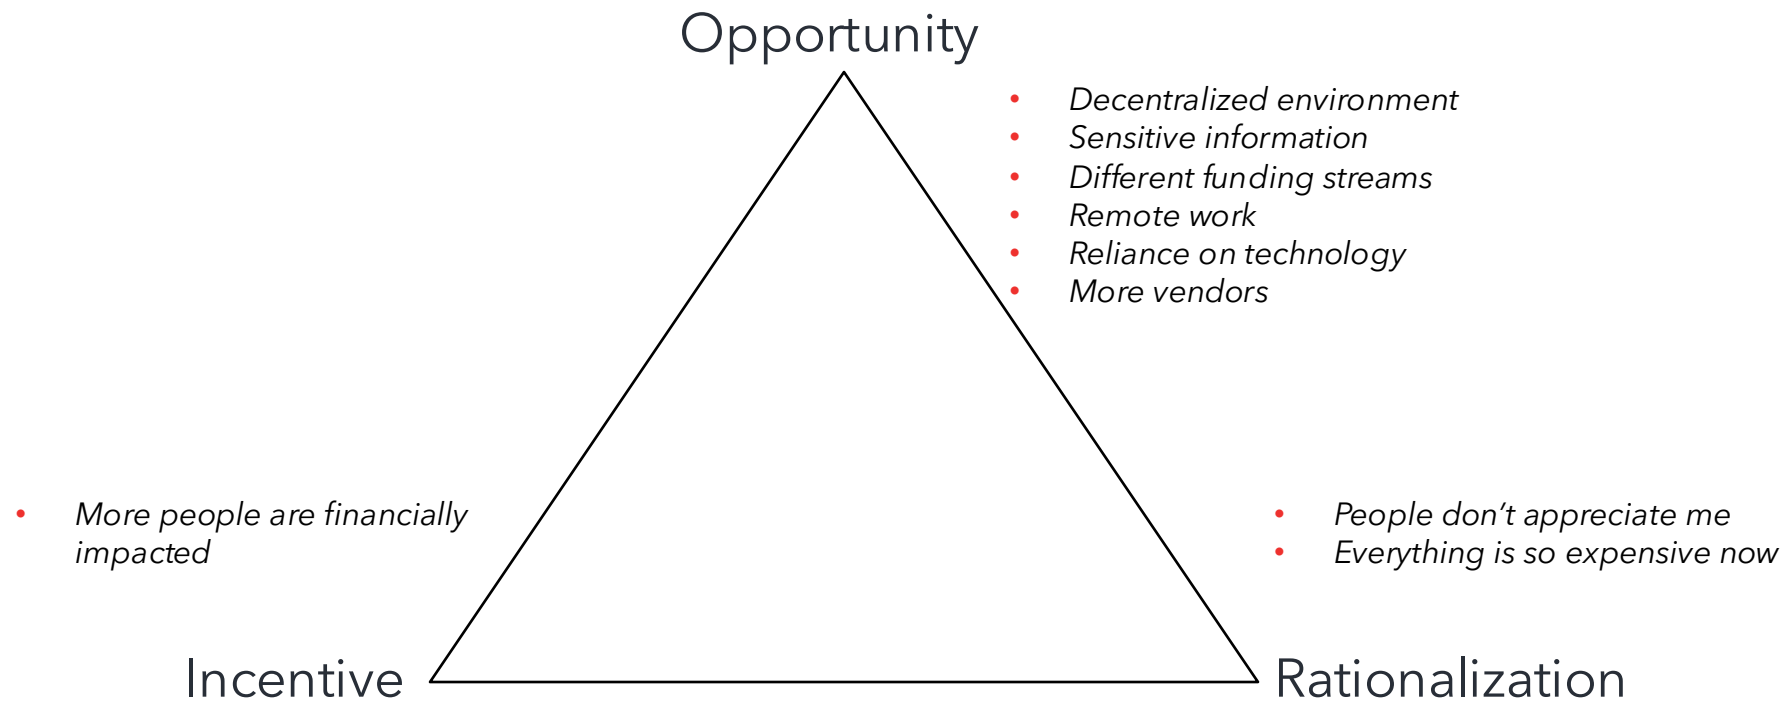 Opportunity
• Decentralized environment
• Sensitive information
• Different funding streams
• Remote work
• Reliance on technology
• More vendors
• More people are financially
impacted
• People don’t appreciate me
• Everything is so expensive now
Incentive
Rationalization